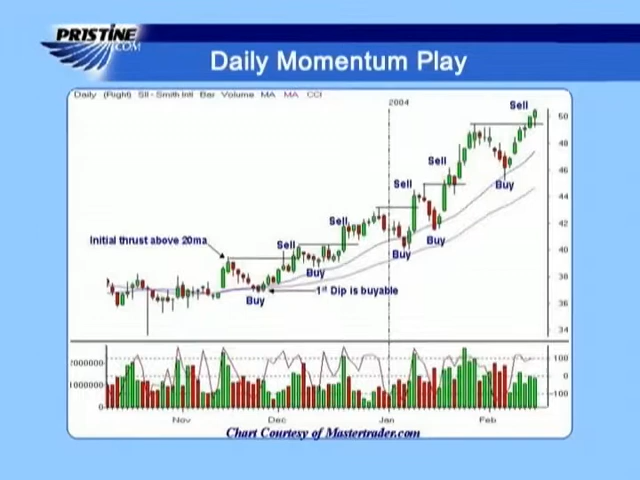 PRISTINE
.COM
Daily Momentum Play
Daily (Right) SII - Smith Intl Bar Volume MA MA CCI
2004
Sell
50
48
Sell
46
Sell
Buy
44
Sell
42
Initial thrust above 20ma
Sell
Buy
40
Buy
Buy
38
1st Dip is buyable
Buy
36
34
2000000
100
0
1000000
-100
0
Nov Dec Jan Feb
Chart Courtesy of Mastertrader.com